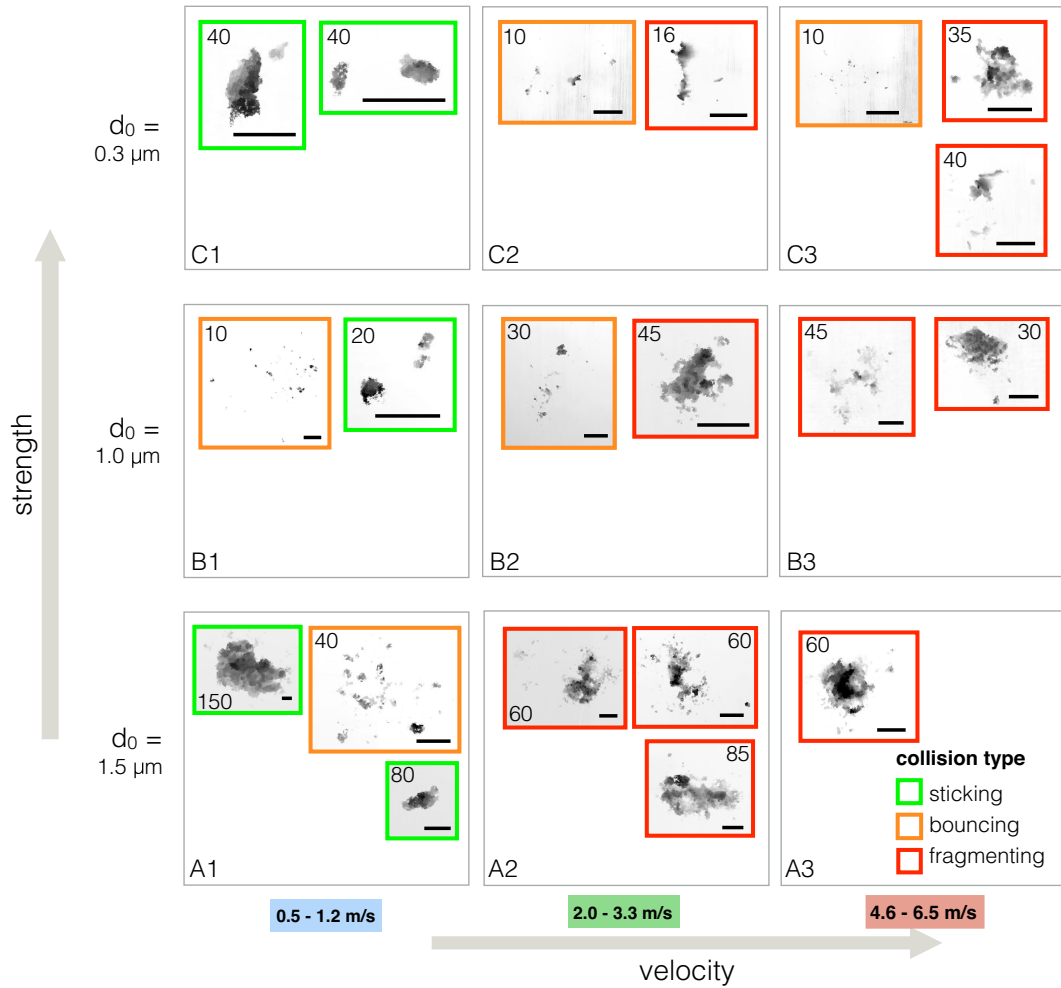 40
40
10
16
10
35
d₀ =
0.3 µm
40
C1
C2
C3
10
20
30
45
45
30
d₀ =
1.0 µm
strength
B1
B2
B3
150
40
60
60
60
d₀ =
1.5 µm
80
85
collision type
sticking
bouncing
fragmenting
A1
A2
A3
0.5 - 1.2 m/s
2.0 - 3.3 m/s
4.6 - 6.5 m/s
velocity